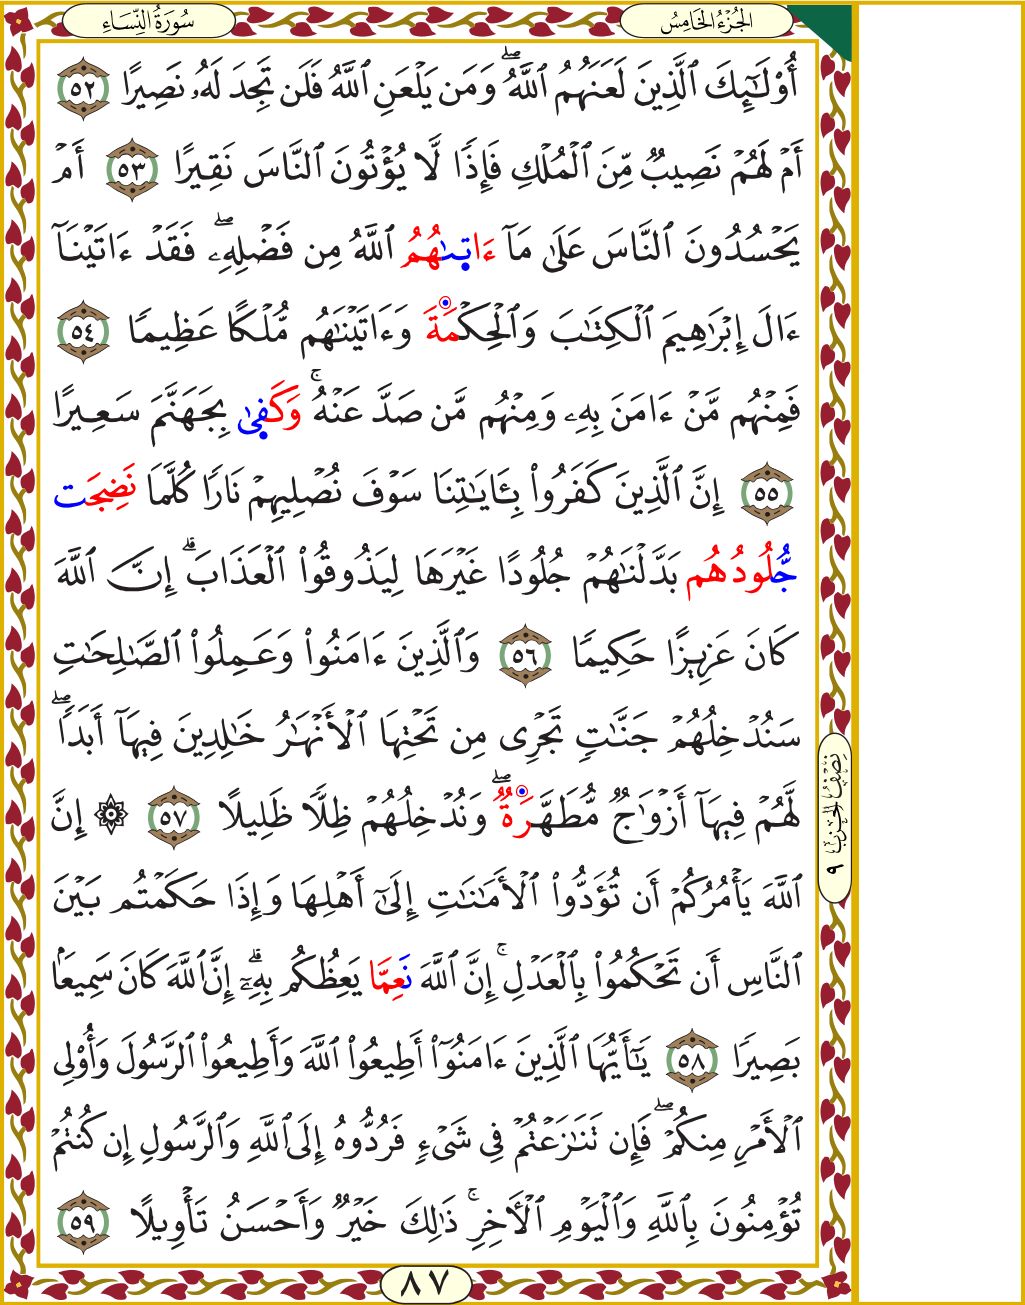 سُورَةُ النِّسَاءِ
الجُزْءُ الخَامِسُ
أُوْلَٰٓئِكَ ٱلَّذِينَ لَعَنَهُمُ ٱللَّهُۖ وَمَن يَلْعَنِ ٱللَّهُ فَلَن تَجِدَ لَهُۥ نَصِيرًا ٥٢
أَمْ لَهُمْ نَصِيبٌ مِّنَ ٱلْمُلْكِ فَإِذًا لَّا يُؤْتُونَ ٱلنَّاسَ نَقِيرًا ٥٣ أَمْ
يَحْسُدُونَ ٱلنَّاسَ عَلَىٰ مَآ ءَاتٜىٰهُمُ ٱللَّهُ مِن فَضْلِهِۦۖ فَقَدْ ءَاتَيْنَآ
ءَالَ إِبْرَٰهِيمَ ٱلْكِتَٰبَ وَٱلْحِكْمَةَ وَءَاتَيْنَٰهُم مُّلْكًا عَظِيمًا ٥٤
فَمِنْهُم مَّنْ ءَامَنَ بِهِۦ وَمِنْهُم مَّن صَدَّ عَنْهُۚ وَكَفٜىٰ بِجَهَنَّمَ سَعِيرًا
٥٥ إِنَّ ٱلَّذِينَ كَفَرُواْ بِـَٔايَٰتِنَا سَوْفَ نُصْلِيهِمْ نَارًا كُلَّمَا نَضِجَت
جُّلُودُهُم بَدَّلْنَٰهُمْ جُلُودًا غَيْرَهَا لِيَذُوقُواْ ٱلْعَذَابَۗ إِنَّ ٱللَّهَ
كَانَ عَزِيزًا حَكِيمًا ٥٦ وَٱلَّذِينَ ءَامَنُواْ وَعَمِلُواْ ٱلصَّٰلِحَٰتِ
سَنُدْخِلُهُمْ جَنَّٰتٍ تَجْرِى مِن تَحْتِهَا ٱلْأَنْهَٰرُ خَٰلِدِينَ فِيهَآ أَبَدًاۖ
لَّهُمْ فِيهَآ أَزْوَٰجٌ مُّطَهَّرَةٌۖ وَنُدْخِلُهُمْ ظِلًّا ظَلِيلًا ٥٧ ۞ إِنَّ
ٱللَّهَ يَأْمُرُكُمْ أَن تُؤَدُّواْ ٱلْأَمَٰنَٰتِ إِلَىٰٓ أَهْلِهَا وَإِذَا حَكَمْتُم بَيْنَ
ٱلنَّاسِ أَن تَحْكُمُواْ بِٱلْعَدْلِۚ إِنَّ ٱللَّهَ نَعِمَّا يَعِظُكُم بِهِۦٓۗ إِنَّ ٱللَّهَ كَانَ سَمِيعَۢا
بَصِيرًا ٥٨ يَٰٓأَيُّهَا ٱلَّذِينَ ءَامَنُوٓاْ أَطِيعُواْ ٱللَّهَ وَأَطِيعُواْ ٱلرَّسُولَ وَأُوْلِى
ٱلْأَمْرِ مِنكُمْۖ فَإِن تَنَٰزَعْتُمْ فِى شَىْءٍ فَرُدُّوهُ إِلَى ٱللَّهِ وَٱلرَّسُولِ إِن كُنتُمْ
تُؤْمِنُونَ بِٱللَّهِ وَٱلْيَوْمِ ٱلْـَٔاخِرِۚ ذَٰلِكَ خَيْرٌ وَأَحْسَنُ تَأْوِيلًا ٥٩
نِصْفُ الحِزْبِ ٩
٨٧